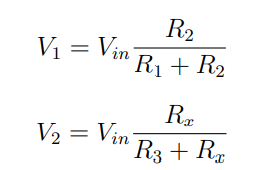 V_1 = V_{in} \frac{R_2}{R_1 + R_2}
V_2 = V_{in} \frac{R_x}{R_3 + R_x}